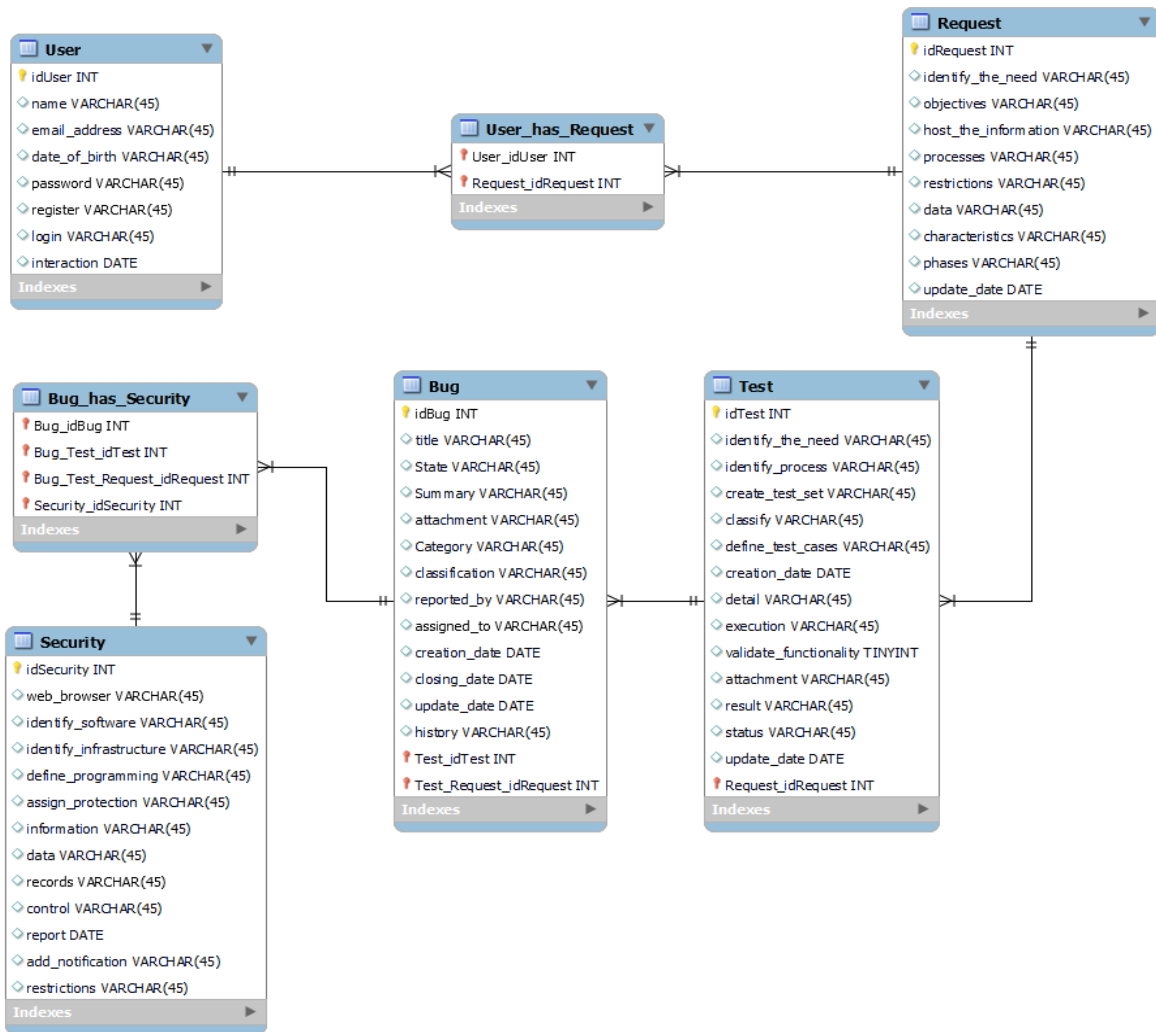 User
idUser INT
name VARCHAR(45)
email_address VARCHAR(45)
date_of_birth VARCHAR(45)
password VARCHAR(45)
register VARCHAR(45)
login VARCHAR(45)
interaction DATE
Indexes
User_has_Request
User_idUser INT
Request_idRequest INT
Indexes
Request
idRequest INT
identify_the_need VARCHAR(45)
objectives VARCHAR(45)
host_the_information VARCHAR(45)
processes VARCHAR(45)
restrictions VARCHAR(45)
data VARCHAR(45)
characteristics VARCHAR(45)
phases VARCHAR(45)
update_date DATE
Indexes
Bug_has_Security
Bug_idBug INT
Bug_Test_idTest INT
Bug_Test_Request_idRequest INT
Security_idSecurity INT
Indexes
Bug
idBug INT
title VARCHAR(45)
State VARCHAR(45)
Summary VARCHAR(45)
attachment VARCHAR(45)
Category VARCHAR(45)
classification VARCHAR(45)
reported_by VARCHAR(45)
assigned_to VARCHAR(45)
creation_date DATE
closing_date DATE
update_date DATE
history VARCHAR(45)
Test_idTest INT
Test_Request_idRequest INT
Indexes
Test
idTest INT
identify_the_need VARCHAR(45)
identify_process VARCHAR(45)
create_test_set VARCHAR(45)
classify VARCHAR(45)
define_test_cases VARCHAR(45)
creation_date DATE
detail VARCHAR(45)
execution VARCHAR(45)
validate_functionality TINYINT
attachment VARCHAR(45)
result VARCHAR(45)
status VARCHAR(45)
update_date DATE
Request_idRequest INT
Indexes
Security
idSecurity INT
web_browser VARCHAR(45)
identify_software VARCHAR(45)
identify_infrastructure VARCHAR(45)
define_programming VARCHAR(45)
assign_protection VARCHAR(45)
information VARCHAR(45)
data VARCHAR(45)
records VARCHAR(45)
control VARCHAR(45)
report DATE
add_notification VARCHAR(45)
restrictions VARCHAR(45)
Indexes